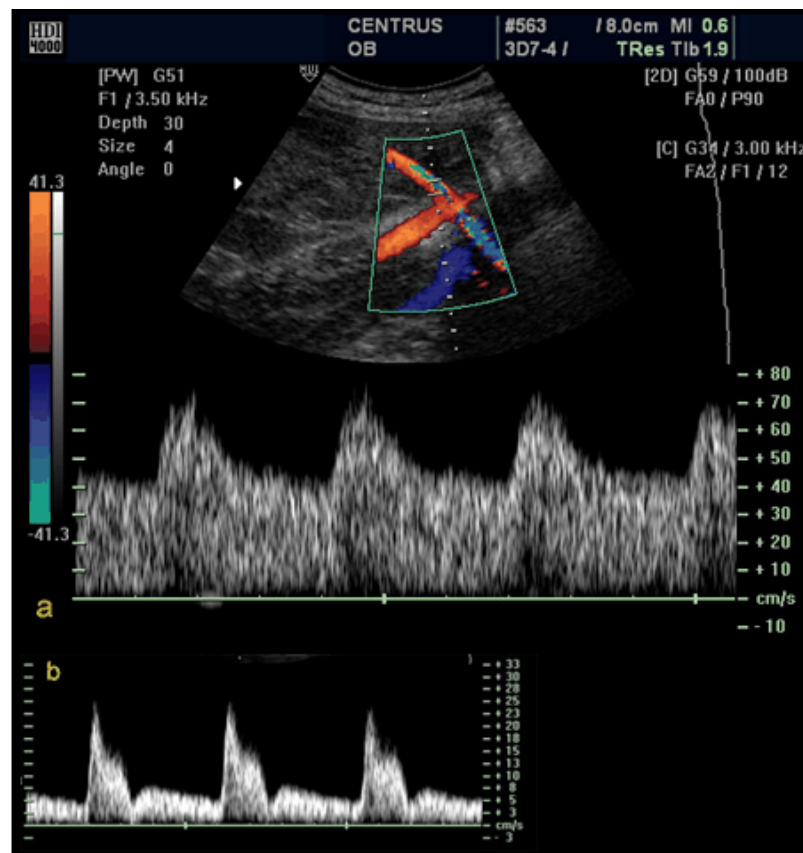 HDI
4000
CENTRUS
OB
#563 / 8.0cm MI 0.6
3D7-4 / TRes TIb 1.9
[PW] G51
F1 / 3.50 kHz
Depth 30
Size 4
Angle 0
[2D] G59 / 100dB
FA0 / P90
[C] G34 / 3.00 kHz
FA2 / F1 / 12
41.3
-41.3
+ 80
+ 70
+ 60
+ 50
+ 40
+ 30
+ 20
+ 10
cm/s
- 10
a
b
+ 33
+ 30
+ 28
+ 25
+ 23
+ 20
+ 18
+ 15
+ 13
+ 10
+ 8
+ 5
+ 3
cm/s
- 3